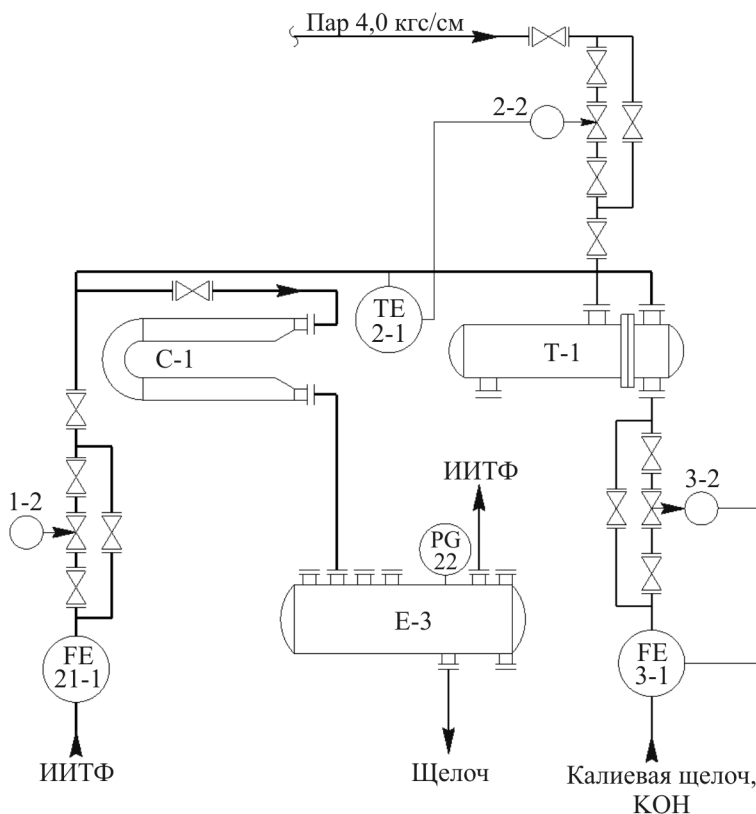 Пар 4,0 кгс/см
2-2
TE
2-1
С-1
Т-1
1-2
ИИТФ
3-2
PG
22
Е-3
FE
21-1
FE
3-1
ИИТФ
Щелоч
Калиевая щелоч,
КОН